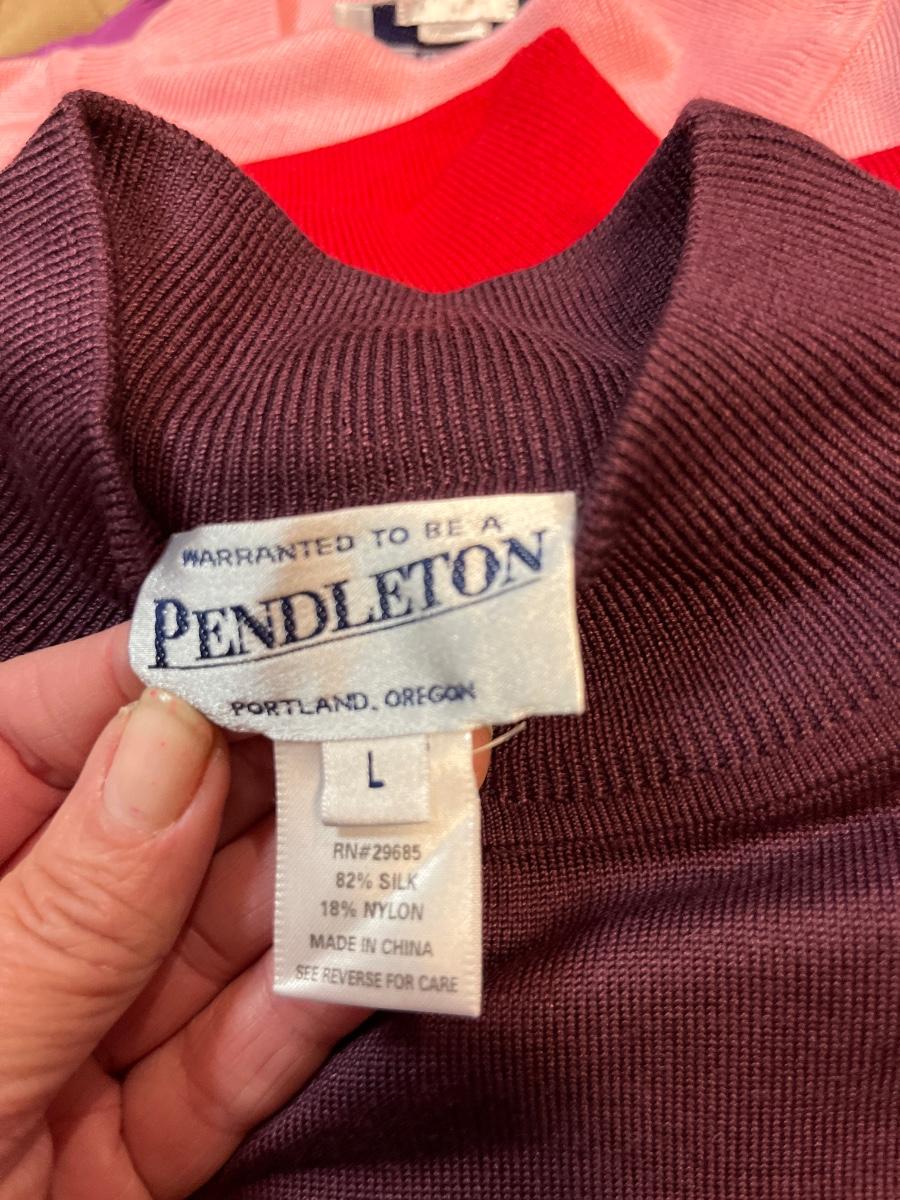 WARRANTED TO BE A
PENDLETON
PORTLAND, OREGON
L
RN#29685
82% SILK
18% NYLON
MADE IN CHINA
SEE REVERSE FOR CARE